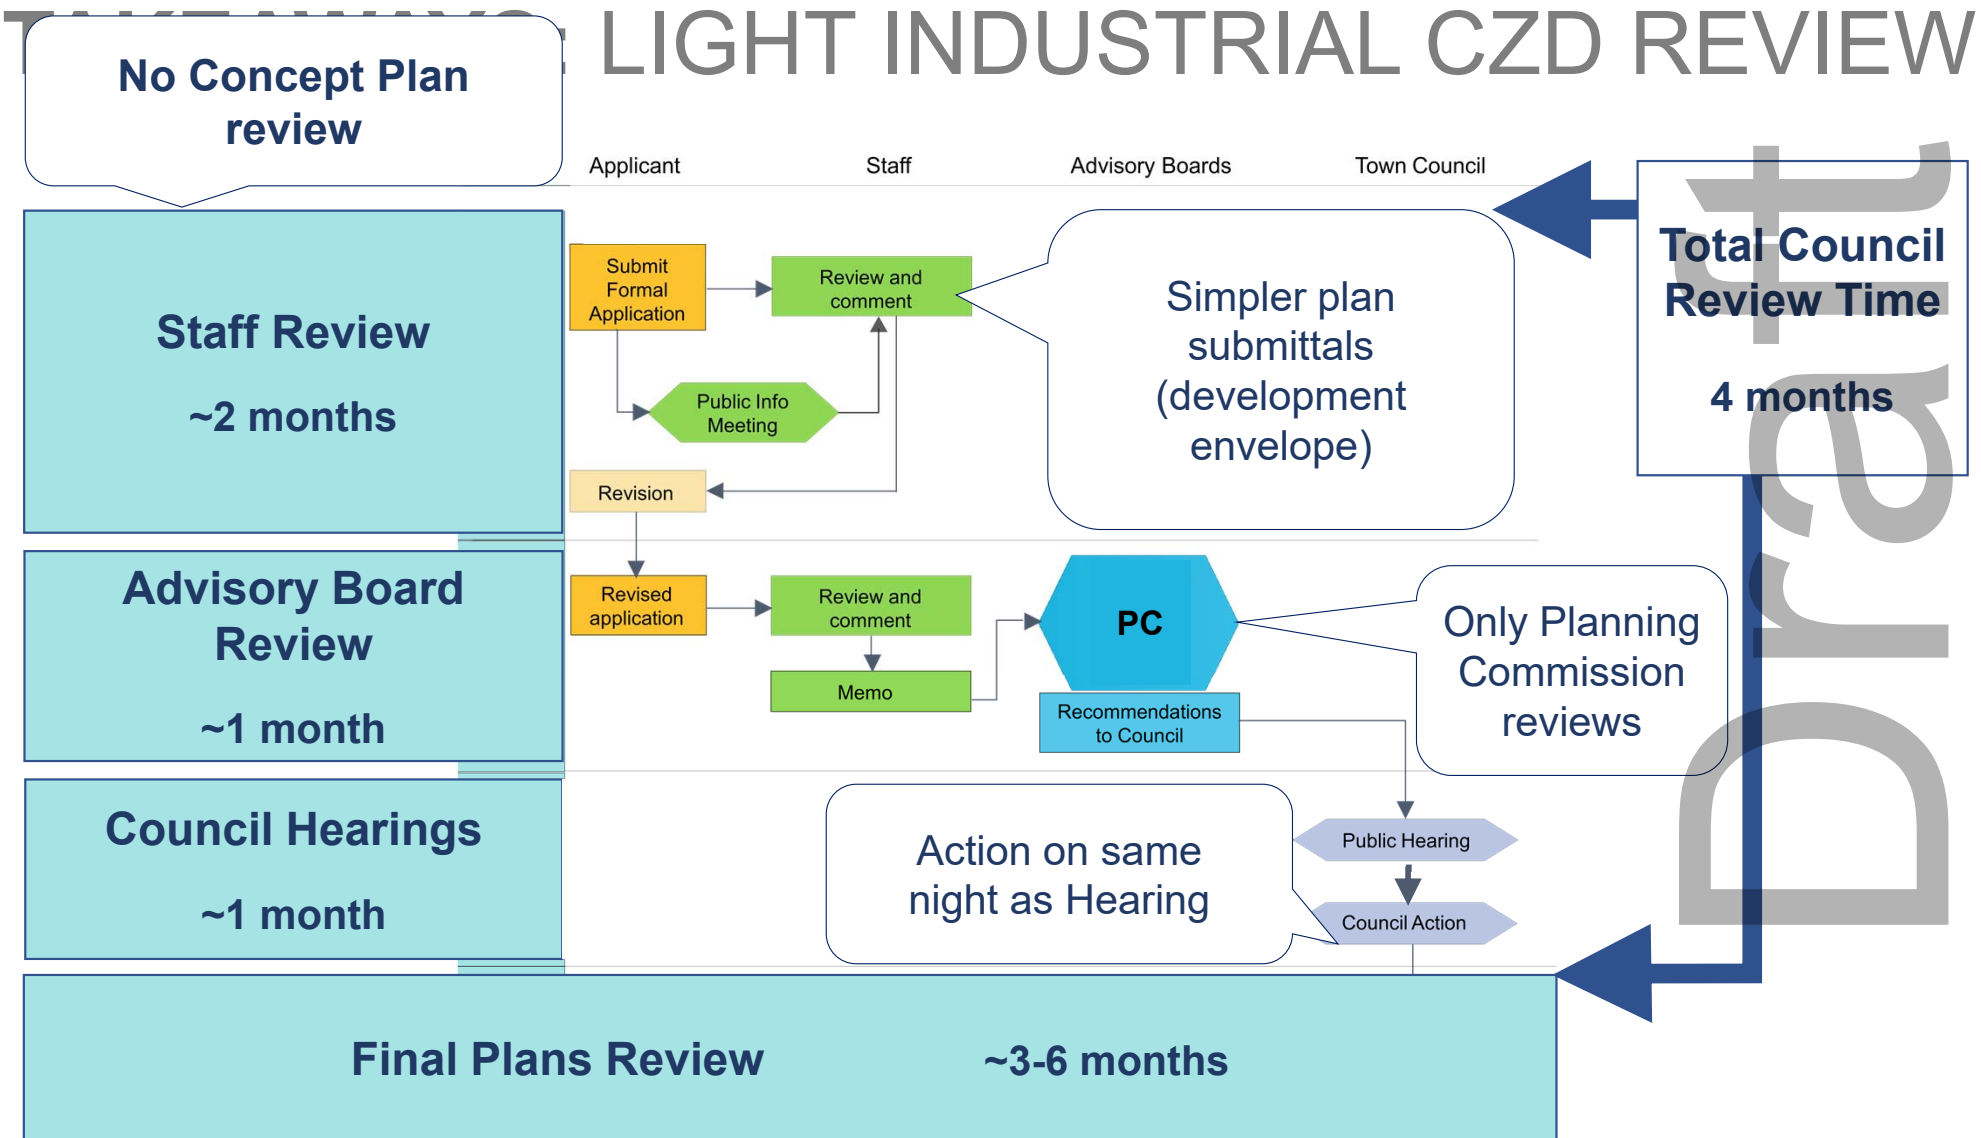 LIGHT INDUSTRIAL CZD REVIEW
No Concept Plan
review
Applicant
Staff
Advisory Boards
Town Council
Staff Review
~2 months
Submit
Formal
Application
Review and
comment
Public Info
Meeting
Revision
Simpler plan
submittals
(development
envelope)
Total Council
Review Time
4 months
Draft
Advisory Board
Review
~1 month
Revised
application
Review and
comment
Memo
PC
Recommendations
to Council
Only Planning
Commission
reviews
Council Hearings
~1 month
Action on same
night as Hearing
Public Hearing
Council Action
Final Plans Review
~3-6 months